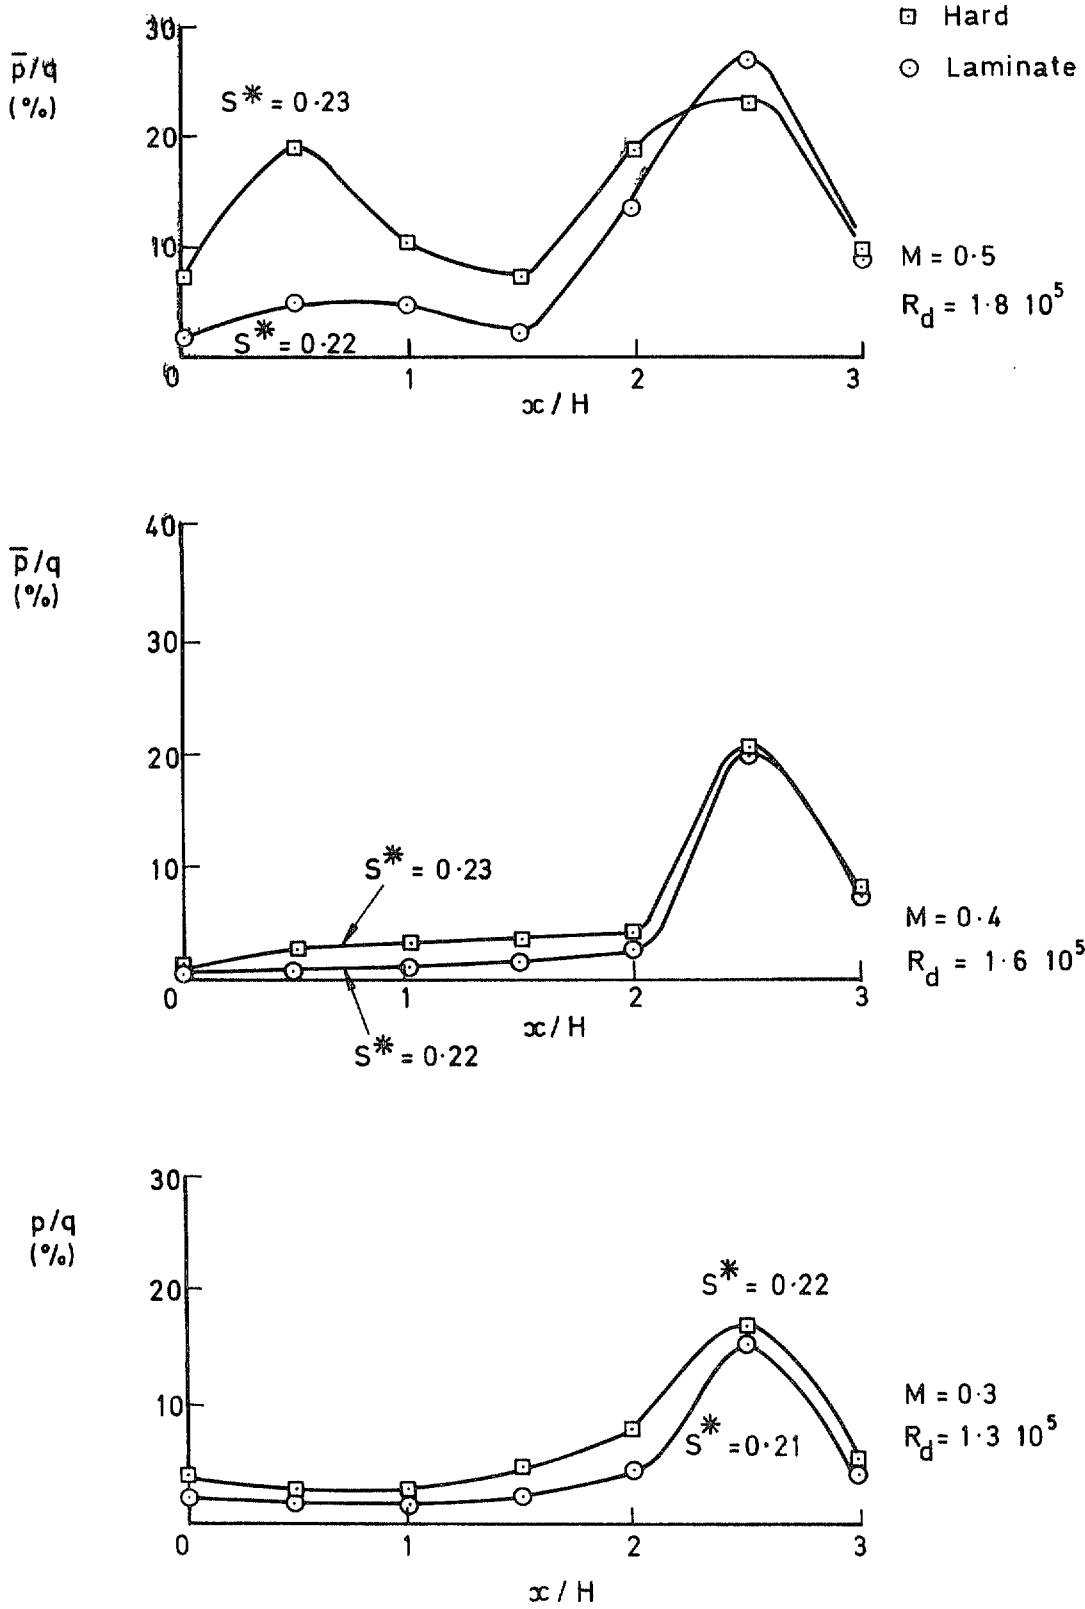 Hard
Laminate
p̅/q
(%)
30
20
10
0
1
2
3
x/H
S* = 0·23
S* = 0·22
M = 0·5
R_d = 1·8 10^5
p̅/q
(%)
40
30
20
10
0
1
2
3
x/H
S* = 0·23
S* = 0·22
M = 0·4
R_d = 1·6 10^5
p/q
(%)
30
20
10
0
1
2
3
x/H
S* = 0·22
S* = 0·21
M = 0·3
R_d = 1·3 10^5